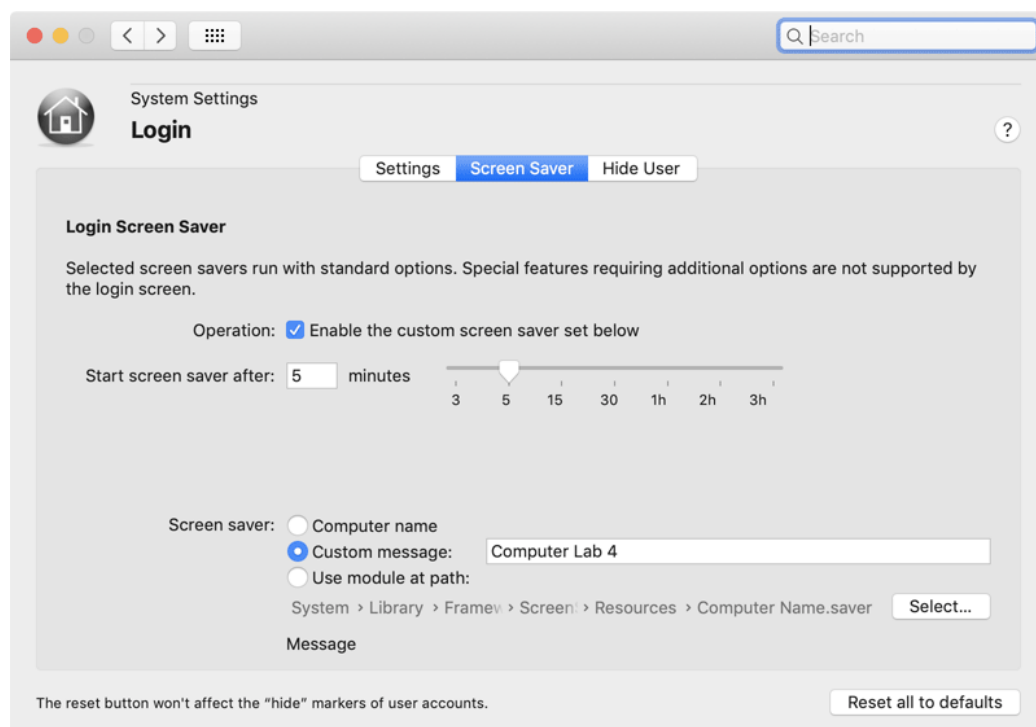 Search
System Settings
Login
?
Settings
Screen Saver
Hide User
Login Screen Saver
Selected screen savers run with standard options. Special features requiring additional options are not supported by
the login screen.
Operation: Enable the custom screen saver set below
Start screen saver after: 5 minutes
3 5 15 30 1h 2h 3h
Screen saver: Computer name
Custom message: Computer Lab 4
Use module at path:
System › Library › Framew › Screen › Resources › Computer Name.saver Select...
Message
The reset button won't affect the “hide” markers of user accounts. Reset all to defaults